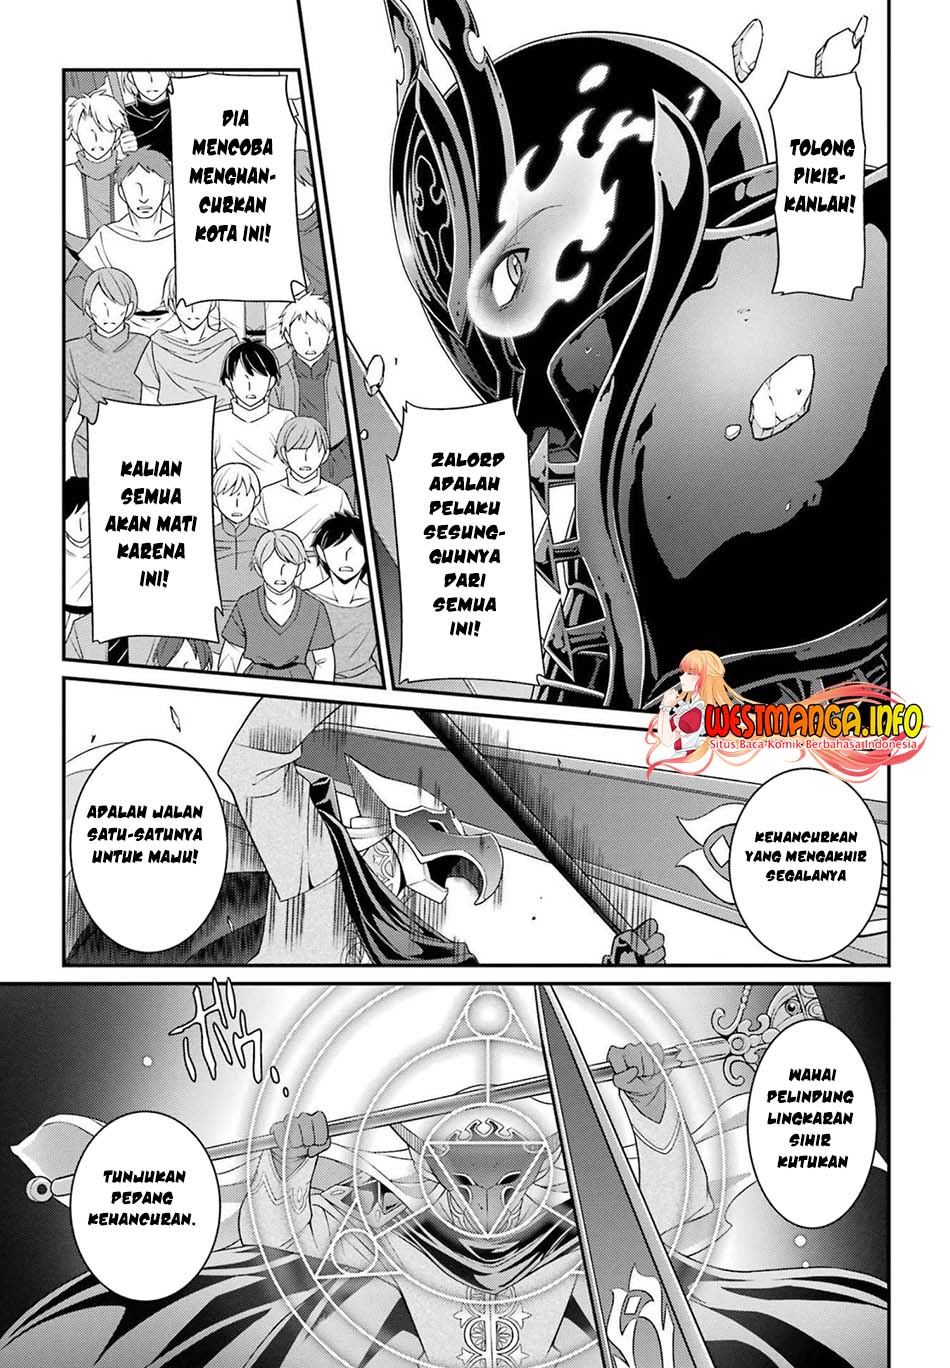 TOLONG
PIKIR-
KANLAH!
DIA
MENCOBA
MENGHAN-
CURKAN
KOTA INI!
ZALORD
ADALAH
PELAKU
SESUNG-
GUHNYA
DARI
SEMUA
INI!
KALIAN
SEMUA
AKAN MATI
KARENA
INI!
WESTMANGA.INFO
Situs Baca Komik Berbahasa Indonesia
KEHANCURKAN
YANG MENGAKHIR
SEGALANYA
ADALAH JALAN
SATU-SATUNYA
UNTUK MAJU!
WAHAI
PELINDUNG
LINGKARAN
SIHIR
KUTUKAN
TUNJUKAN
PEDANG
KEHANCURAN.